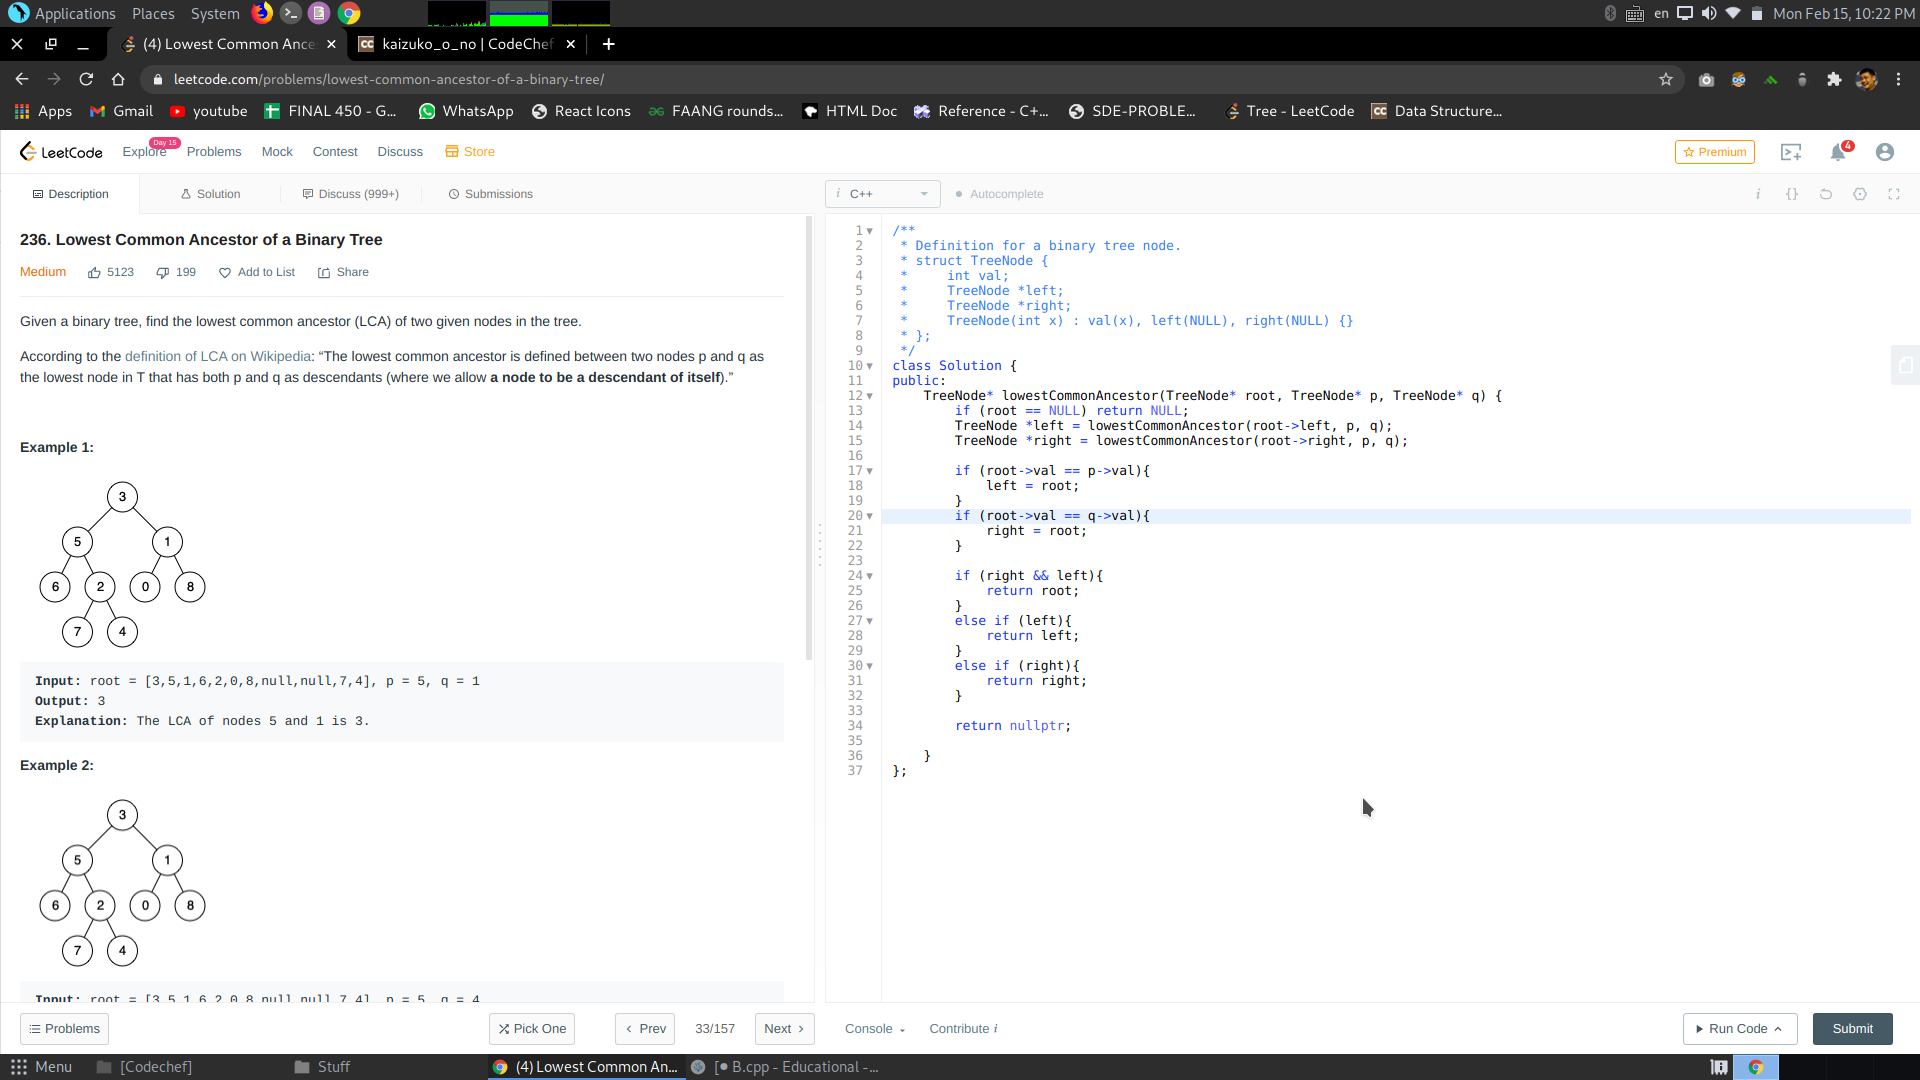 Applications Places System en Mon Feb 15, 10:22 PM
(4) Lowest Common Ance kaizuko_o_no | CodeChef
leetcode.com/problems/lowest-common-ancestor-of-a-binary-tree/
Apps Gmail youtube FINAL 450 - G... WhatsApp React Icons FAANG rounds... HTML Doc Reference - C+... SDE-PROBLE... Tree - LeetCode Data Structure...
LeetCode Explore Day 15 Problems Mock Contest Discuss Store Premium 4
Description Solution Discuss (999+) Submissions
i C++ Autocomplete i {}
236. Lowest Common Ancestor of a Binary Tree
Medium 5123 199 Add to List Share
Given a binary tree, find the lowest common ancestor (LCA) of two given nodes in the tree.
According to the definition of LCA on Wikipedia: “The lowest common ancestor is defined between two nodes p and q as
the lowest node in T that has both p and q as descendants (where we allow a node to be a descendant of itself).”
Example 1:
3
5 1
6 2 0 8
7 4
Input: root = [3,5,1,6,2,0,8,null,null,7,4], p = 5, q = 1
Output: 3
Explanation: The LCA of nodes 5 and 1 is 3.
Example 2:
3
5 1
6 2 0 8
7 4
Input: root = [3,5,1,6,2,0,8,null,null,7,4], p = 5, q = 4
1 /**
2 * Definition for a binary tree node.
3 * struct TreeNode {
4 * int val;
5 * TreeNode *left;
6 * TreeNode *right;
7 * TreeNode(int x) : val(x), left(NULL), right(NULL) {}
8 * };
9 */
10 class Solution {
11 public:
12 TreeNode* lowestCommonAncestor(TreeNode* root, TreeNode* p, TreeNode* q) {
13 if (root == NULL) return NULL;
14 TreeNode *left = lowestCommonAncestor(root->left, p, q);
15 TreeNode *right = lowestCommonAncestor(root->right, p, q);
16
17 if (root->val == p->val){
18 left = root;
19 }
20 if (root->val == q->val){
21 right = root;
22 }
23
24 if (right && left){
25 return root;
26 }
27 else if (left){
28 return left;
29 }
30 else if (right){
31 return right;
32 }
33
34 return nullptr;
35
36 }
37 };
Problems Pick One Prev 33/157 Next Console Contribute i Run Code Submit
Menu [Codechef] Stuff (4) Lowest Common An... [● B.cpp - Educational -...